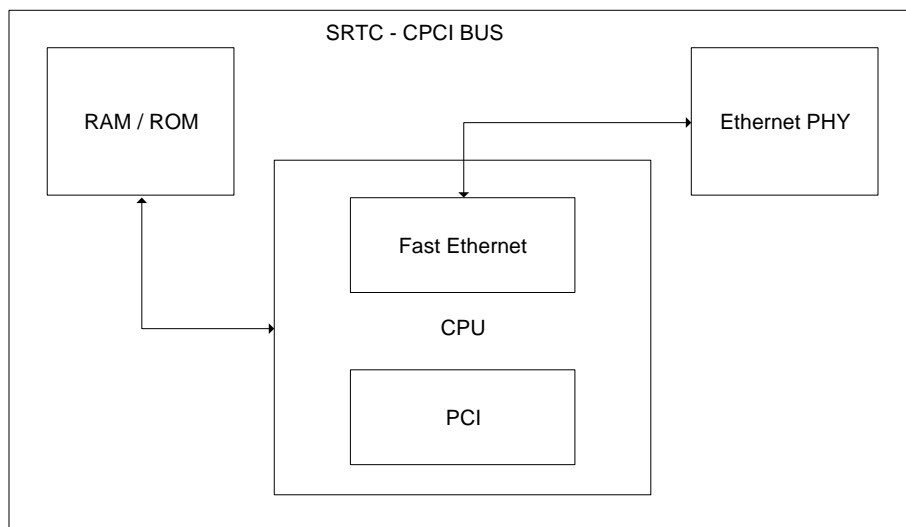 SRTC - CPCI BUS
RAM / ROM
Ethernet PHY
Fast Ethernet
CPU
PCI